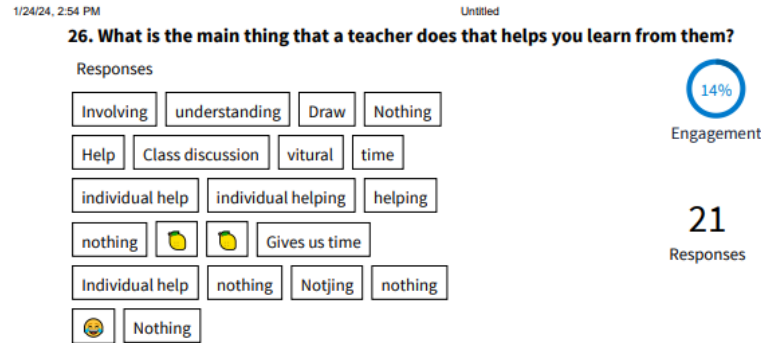 1/24/24, 2:54 PM Untitled
26. What is the main thing that a teacher does that helps you learn from them?
Responses
14%
Engagement
Involving understanding Draw Nothing
Help Class discussion vitural time
individual help individual helping helping
nothing 🍋 🍋 Gives us time
Individual help nothing Notjing nothing
😂 Nothing
21
Responses